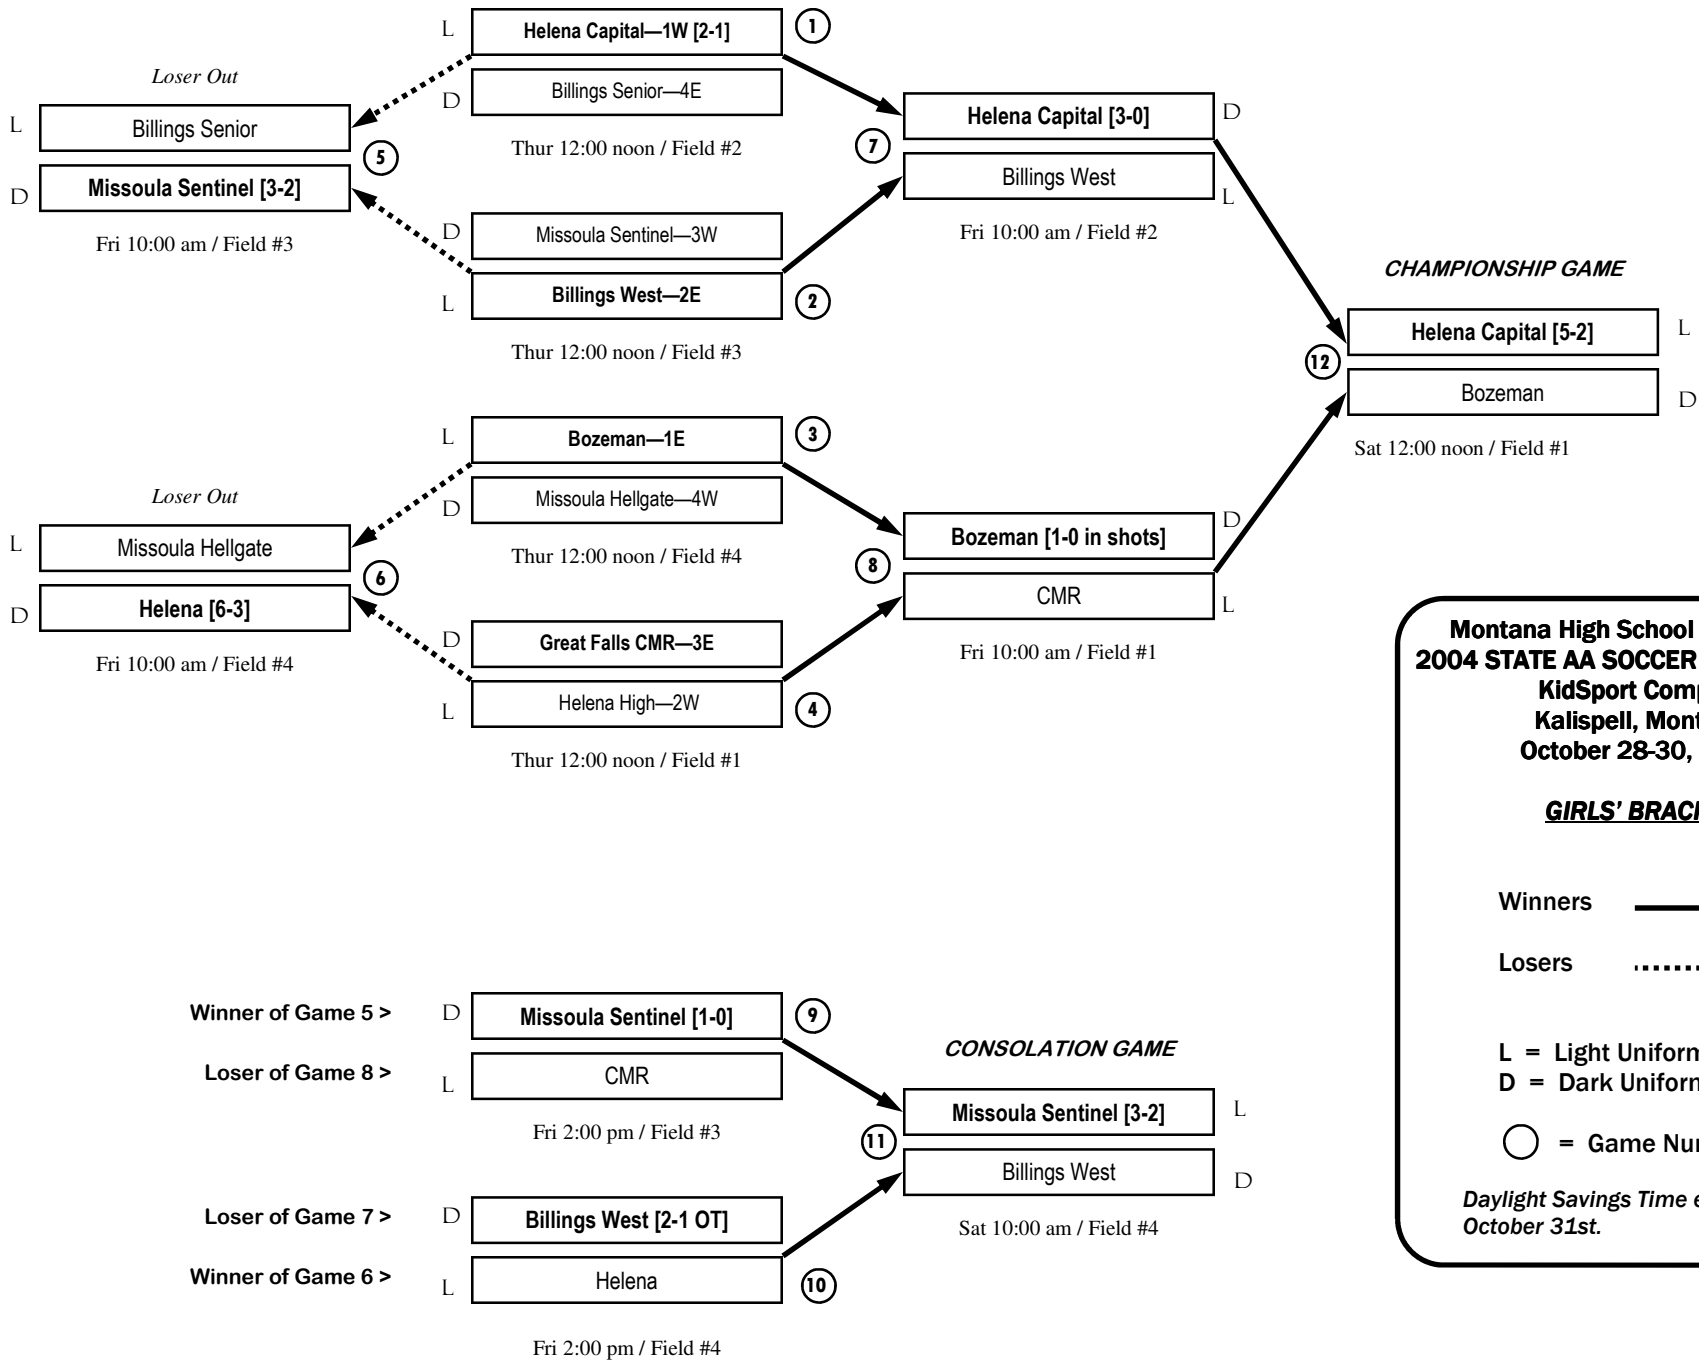 L
Helena Capital—1W [2-1]
1
D
Billings Senior—4E
Thur 12:00 noon / Field #2
Loser Out
L
Billings Senior
5
D
Missoula Sentinel [3-2]
Fri 10:00 am / Field #3
D
Missoula Sentinel—3W
L
Billings West—2E
2
Thur 12:00 noon / Field #3
7
Helena Capital [3-0]
D
Billings West
L
Fri 10:00 am / Field #2
CHAMPIONSHIP GAME
Helena Capital [5-2]
L
12
Bozeman
D
Sat 12:00 noon / Field #1
L
Bozeman—1E
3
D
Missoula Hellgate—4W
Thur 12:00 noon / Field #4
Loser Out
L
Missoula Hellgate
6
D
Helena [6-3]
Fri 10:00 am / Field #4
D
Great Falls CMR—3E
L
Helena High—2W
4
Thur 12:00 noon / Field #1
8
Bozeman [1-0 in shots]
D
CMR
L
Fri 10:00 am / Field #1
Montana High School
2004 STATE AA SOCCER
KidSport Comp
Kalispell, Mont
October 28-30,
GIRLS' BRACK
Winners
Losers
L = Light Uniform
D = Dark Uniform
= Game Nu
Daylight Savings Time e
October 31st.
Winner of Game 5 >
D
Missoula Sentinel [1-0]
9
Loser of Game 8 >
L
CMR
Fri 2:00 pm / Field #3
CONSOLATION GAME
Missoula Sentinel [3-2]
L
11
Billings West
D
Sat 10:00 am / Field #4
Loser of Game 7 >
D
Billings West [2-1 OT]
Winner of Game 6 >
L
Helena
10
Fri 2:00 pm / Field #4